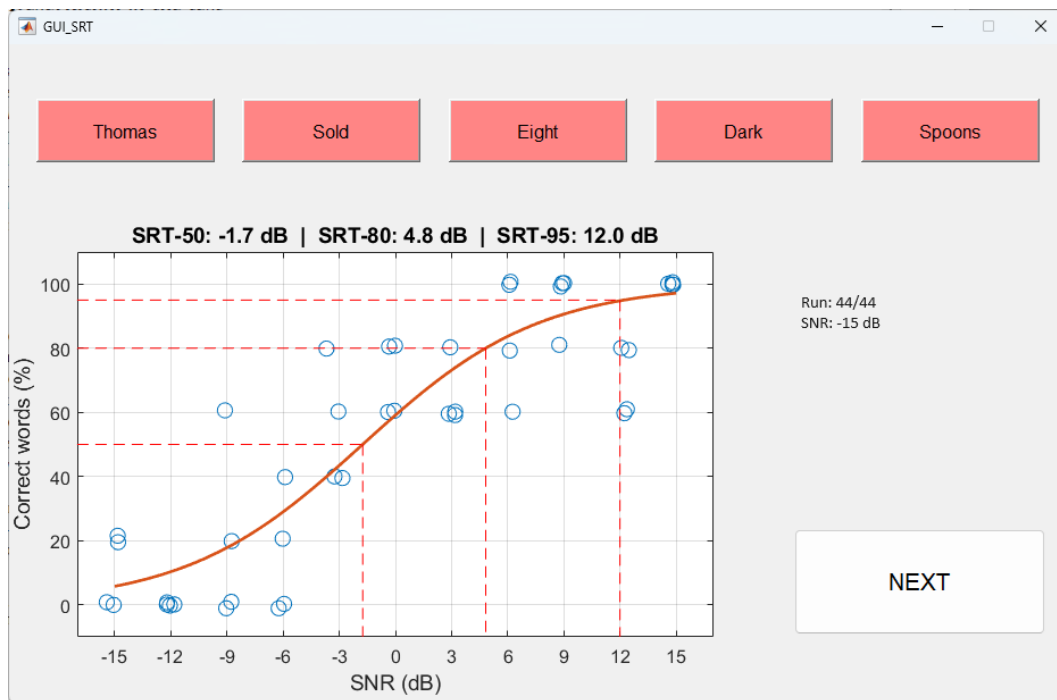 GUI_SRT
Thomas Sold Eight Dark Spoons
SRT-50: -1.7 dB | SRT-80: 4.8 dB | SRT-95: 12.0 dB
Run: 44/44
SNR: -15 dB
Correct words (%)
100
80
60
40
20
0
-15 -12 -9 -6 -3 0 3 6 9 12 15
SNR (dB)
NEXT